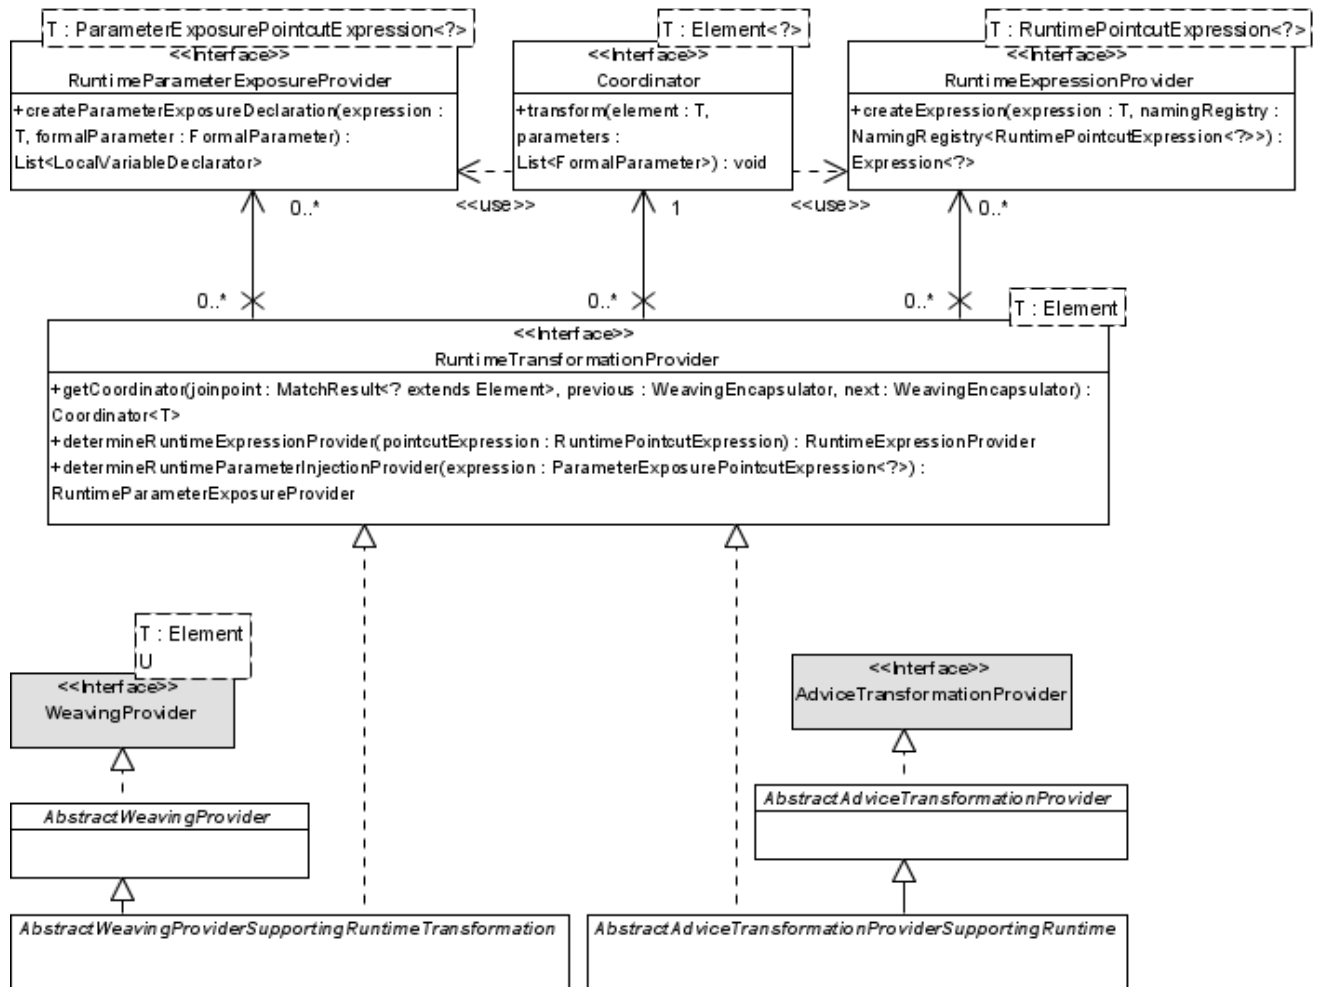 T : ParameterExposurePointcutExpression<?>
<<Interface>>
RuntimeParameterExposureProvider
+createParameterExposureDeclaration(expression :
T, formalParameter : FormalParameter) :
List<LocalVariableDeclarator>
T : Element<?>
<<Interface>>
Coordinator
+transform(element : T,
parameters :
List<FormalParameter>) : void
T : RuntimePointcutExpression<?>
<<Interface>>
RuntimeExpressionProvider
+createExpression(expression : T, namingRegistry :
NamingRegistry<RuntimePointcutExpression<?>>) :
Expression<?>
<<use>>
<<use>>
0..*
1
0..*
0..*
0..*
0..*
T : Element
<<Interface>>
RuntimeTransformationProvider
+getCoordinator(joinpoint : MatchResult<? extends Element>, previous : WeavingEncapsulator, next : WeavingEncapsulator) :
Coordinator<T>
+determineRuntimeExpressionProvider(pointcutExpression : RuntimePointcutExpression) : RuntimeExpressionProvider
+determineRuntimeParameterInjectionProvider(expression : ParameterExposurePointcutExpression<?>) :
RuntimeParameterExposureProvider
T : Element
U
<<Interface>>
WeavingProvider
<<Interface>>
AdviceTransformationProvider
AbstractWeavingProvider
AbstractAdviceTransformationProvider
AbstractWeavingProviderSupportingRuntimeTransformation
AbstractAdviceTransformationProviderSupportingRuntime